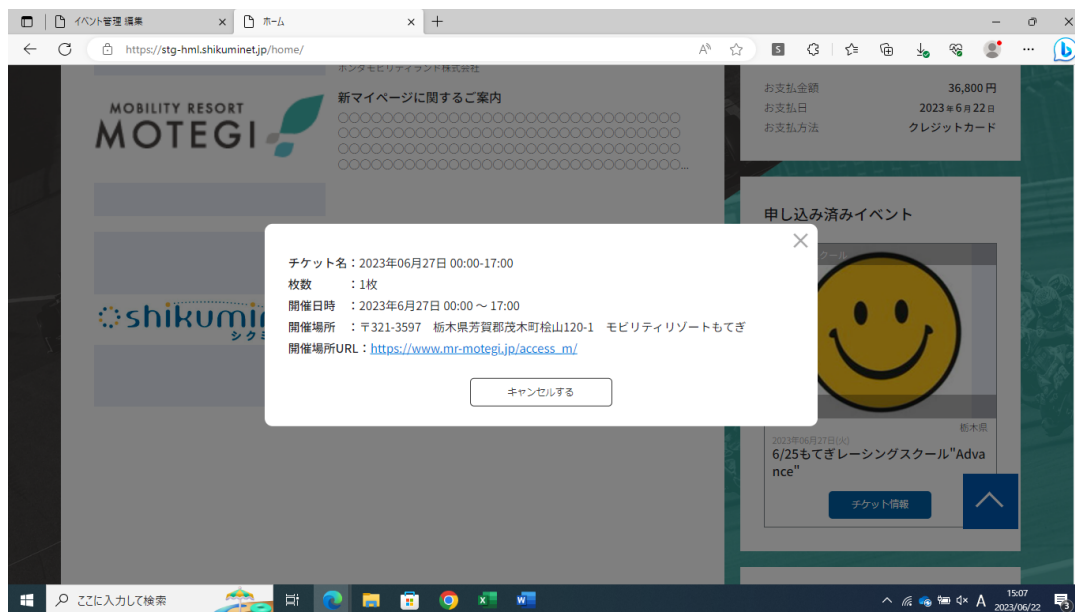 イベント管理 編集
ホーム
https://stg-hml.shikuminet.jp/home/
ホンダモビリティランド株式会社
新マイページに関するご案内
MOBILITY RESORT
MOTEGI
○○○○○○○○○○○○○○○○○○○○○○○○○○○
○○○○○○○○○○○○○○○○○○○○○○○○○○○
○○○○○○○○○○○○○○○○○○○○○○○○○○○
○○○○○○○○○○○○○○○○○○○○○○○○○○○...
お支払金額 36,800 円
お支払日 2023 年 6 月 22 日
お支払方法 クレジットカード
申し込み済みイベント
チケット名:2023年06月27日 00:00-17:00
枚数 :1枚
開催日時 :2023年6月27日 00:00 ~ 17:00
開催場所 :〒321-3597 栃木県芳賀郡茂木町桧山120-1 モビリティリゾートもてぎ
開催場所URL:https://www.mr-motegi.jp/access_m/
キャンセルする
栃木県
2023年06月27日(火)
6/25もてぎレーシングスクール"Adva
nce"
チケット情報
ここに入力して検索
A
15:07
2023/06/22
3